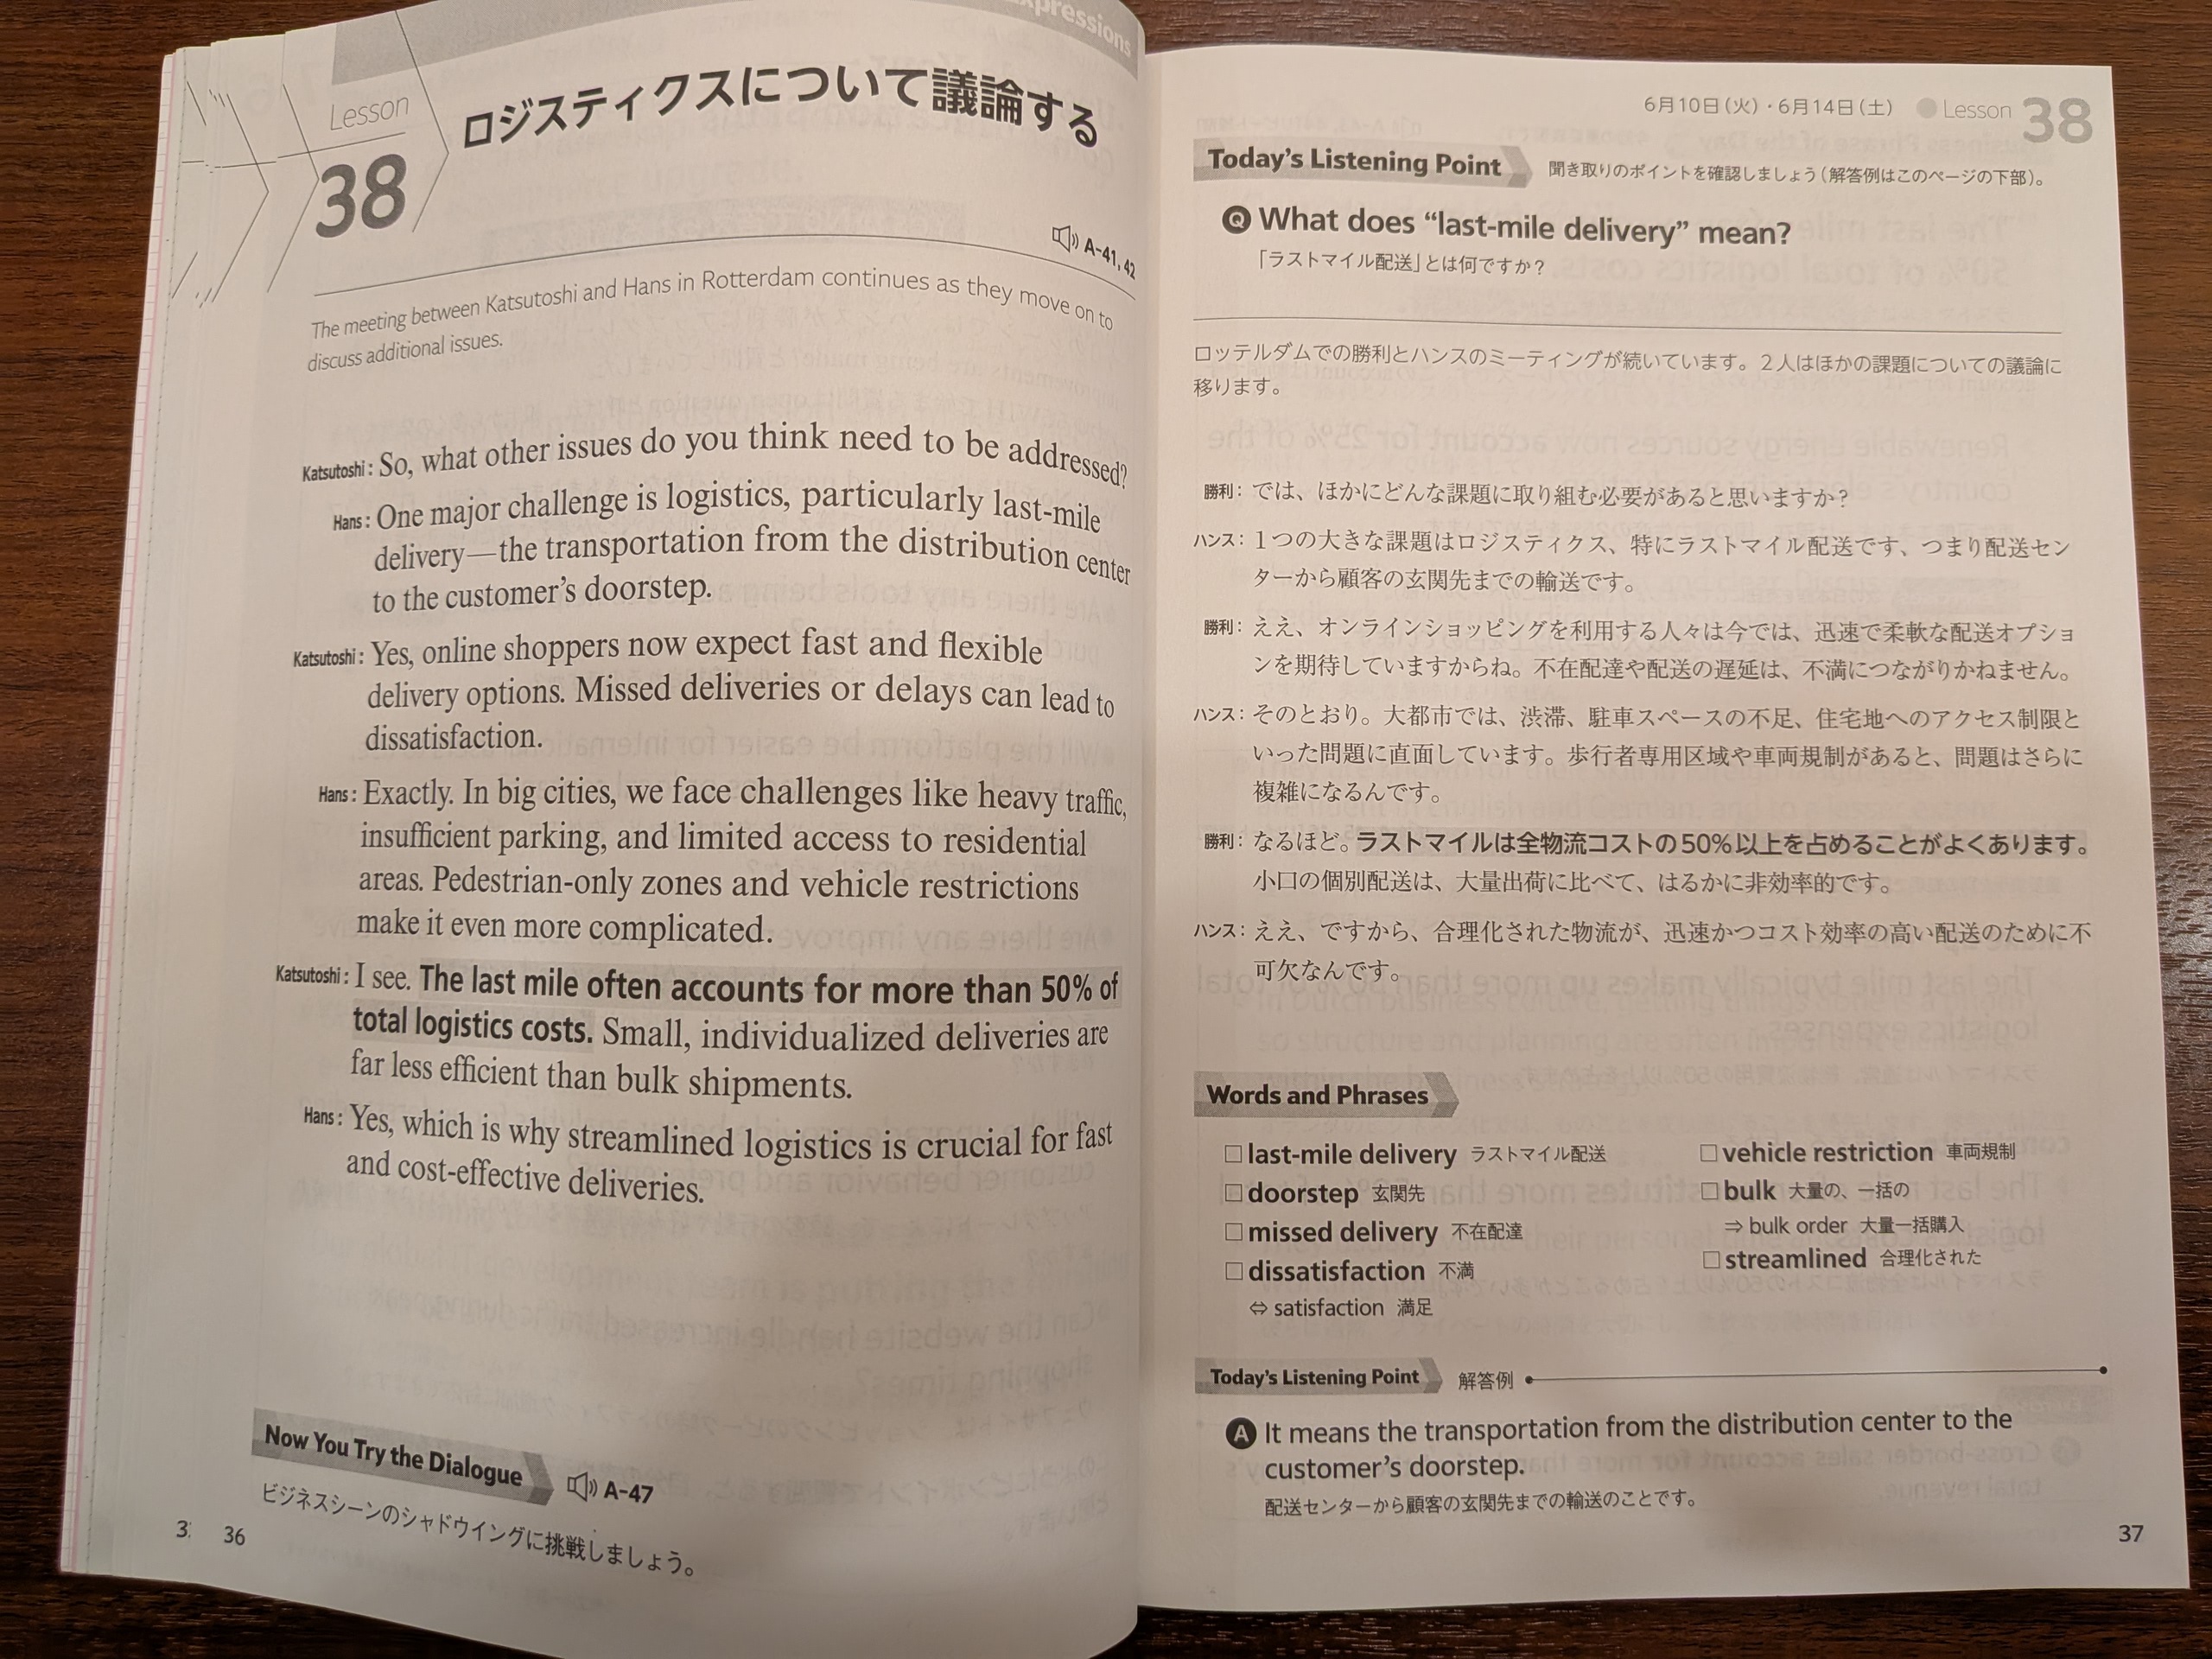 Expressions
Lesson
38
ロジスティクスについて議論する
A-41, 42
The meeting between Katsutoshi and Hans in Rotterdam continues as they move on to
discuss additional issues.
Katsutoshi : So, what other issues do you think need to be addressed?
Hans : One major challenge is logistics, particularly last-mile
delivery—the transportation from the distribution center
to the customer's doorstep.
Katsutoshi : Yes, online shoppers now expect fast and flexible
delivery options. Missed deliveries or delays can lead to
dissatisfaction.
Hans : Exactly. In big cities, we face challenges like heavy traffic,
insufficient parking, and limited access to residential
areas. Pedestrian-only zones and vehicle restrictions
make it even more complicated.
Katsutoshi : I see. The last mile often accounts for more than 50% of
total logistics costs. Small, individualized deliveries are
far less efficient than bulk shipments.
Hans : Yes, which is why streamlined logistics is crucial for fast
and cost-effective deliveries.
Now You Try the Dialogue A-47
ビジネスシーンのシャドウイングに挑戦しましょう。
36
6月10日(火)・6月14日(土) ● Lesson 38
Today's Listening Point 聞き取りのポイントを確認しましょう(解答例はこのページの下部)。
Q What does “last-mile delivery” mean?
「ラストマイル配送」とは何ですか?
ロッテルダムでの勝利とハンスのミーティングが続いています。2人はほかの課題についての議論に
移ります。
勝利: では、ほかにどんな課題に取り組む必要があると思いますか?
ハンス: 1つの大きな課題はロジスティクス、特にラストマイル配送です、つまり配送セン
ターから顧客の玄関先までの輸送です。
勝利: ええ、オンラインショッピングを利用する人々は今では、迅速で柔軟な配送オプショ
ンを期待していますからね。不在配達や配送の遅延は、不満につながりかねません。
ハンス: そのとおり。大都市では、渋滞、駐車スペースの不足、住宅地へのアクセス制限と
いった問題に直面しています。歩行者専用区域や車両規制があると、問題はさらに
複雑になるんです。
勝利: なるほど。ラストマイルは全物流コストの50%以上を占めることがよくあります。
小口の個別配送は、大量出荷に比べて、はるかに非効率的です。
ハンス: ええ、ですから、合理化された物流が、迅速かつコスト効率の高い配送のために不
可欠なんです。
Words and Phrases
□ last-mile delivery ラストマイル配送
□ doorstep 玄関先
□ missed delivery 不在配達
□ dissatisfaction 不満
⇔ satisfaction 満足
□ vehicle restriction 車両規制
□ bulk 大量の、一括の
⇒ bulk order 大量一括購入
□ streamlined 合理化された
Today's Listening Point 解答例
A It means the transportation from the distribution center to the
customer's doorstep.
配送センターから顧客の玄関先までの輸送のことです。
37